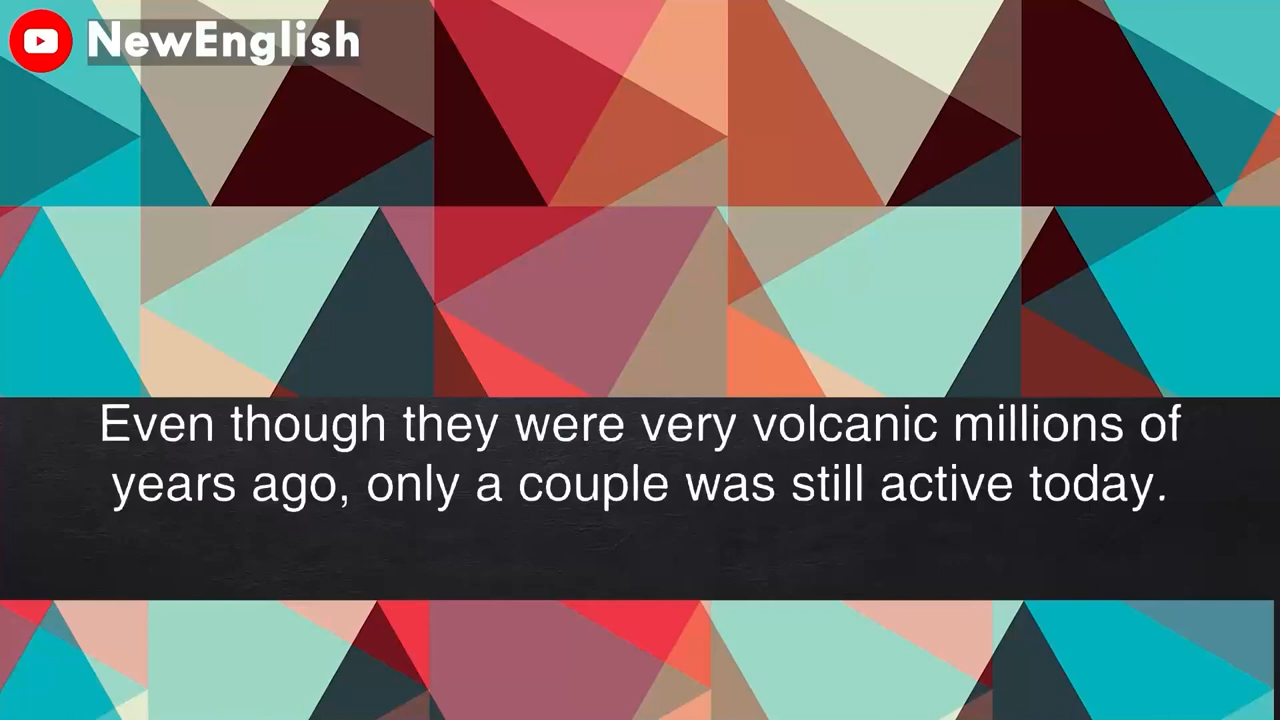 NewEnglish
Even though they were very volcanic millions of
years ago, only a couple was still active today.